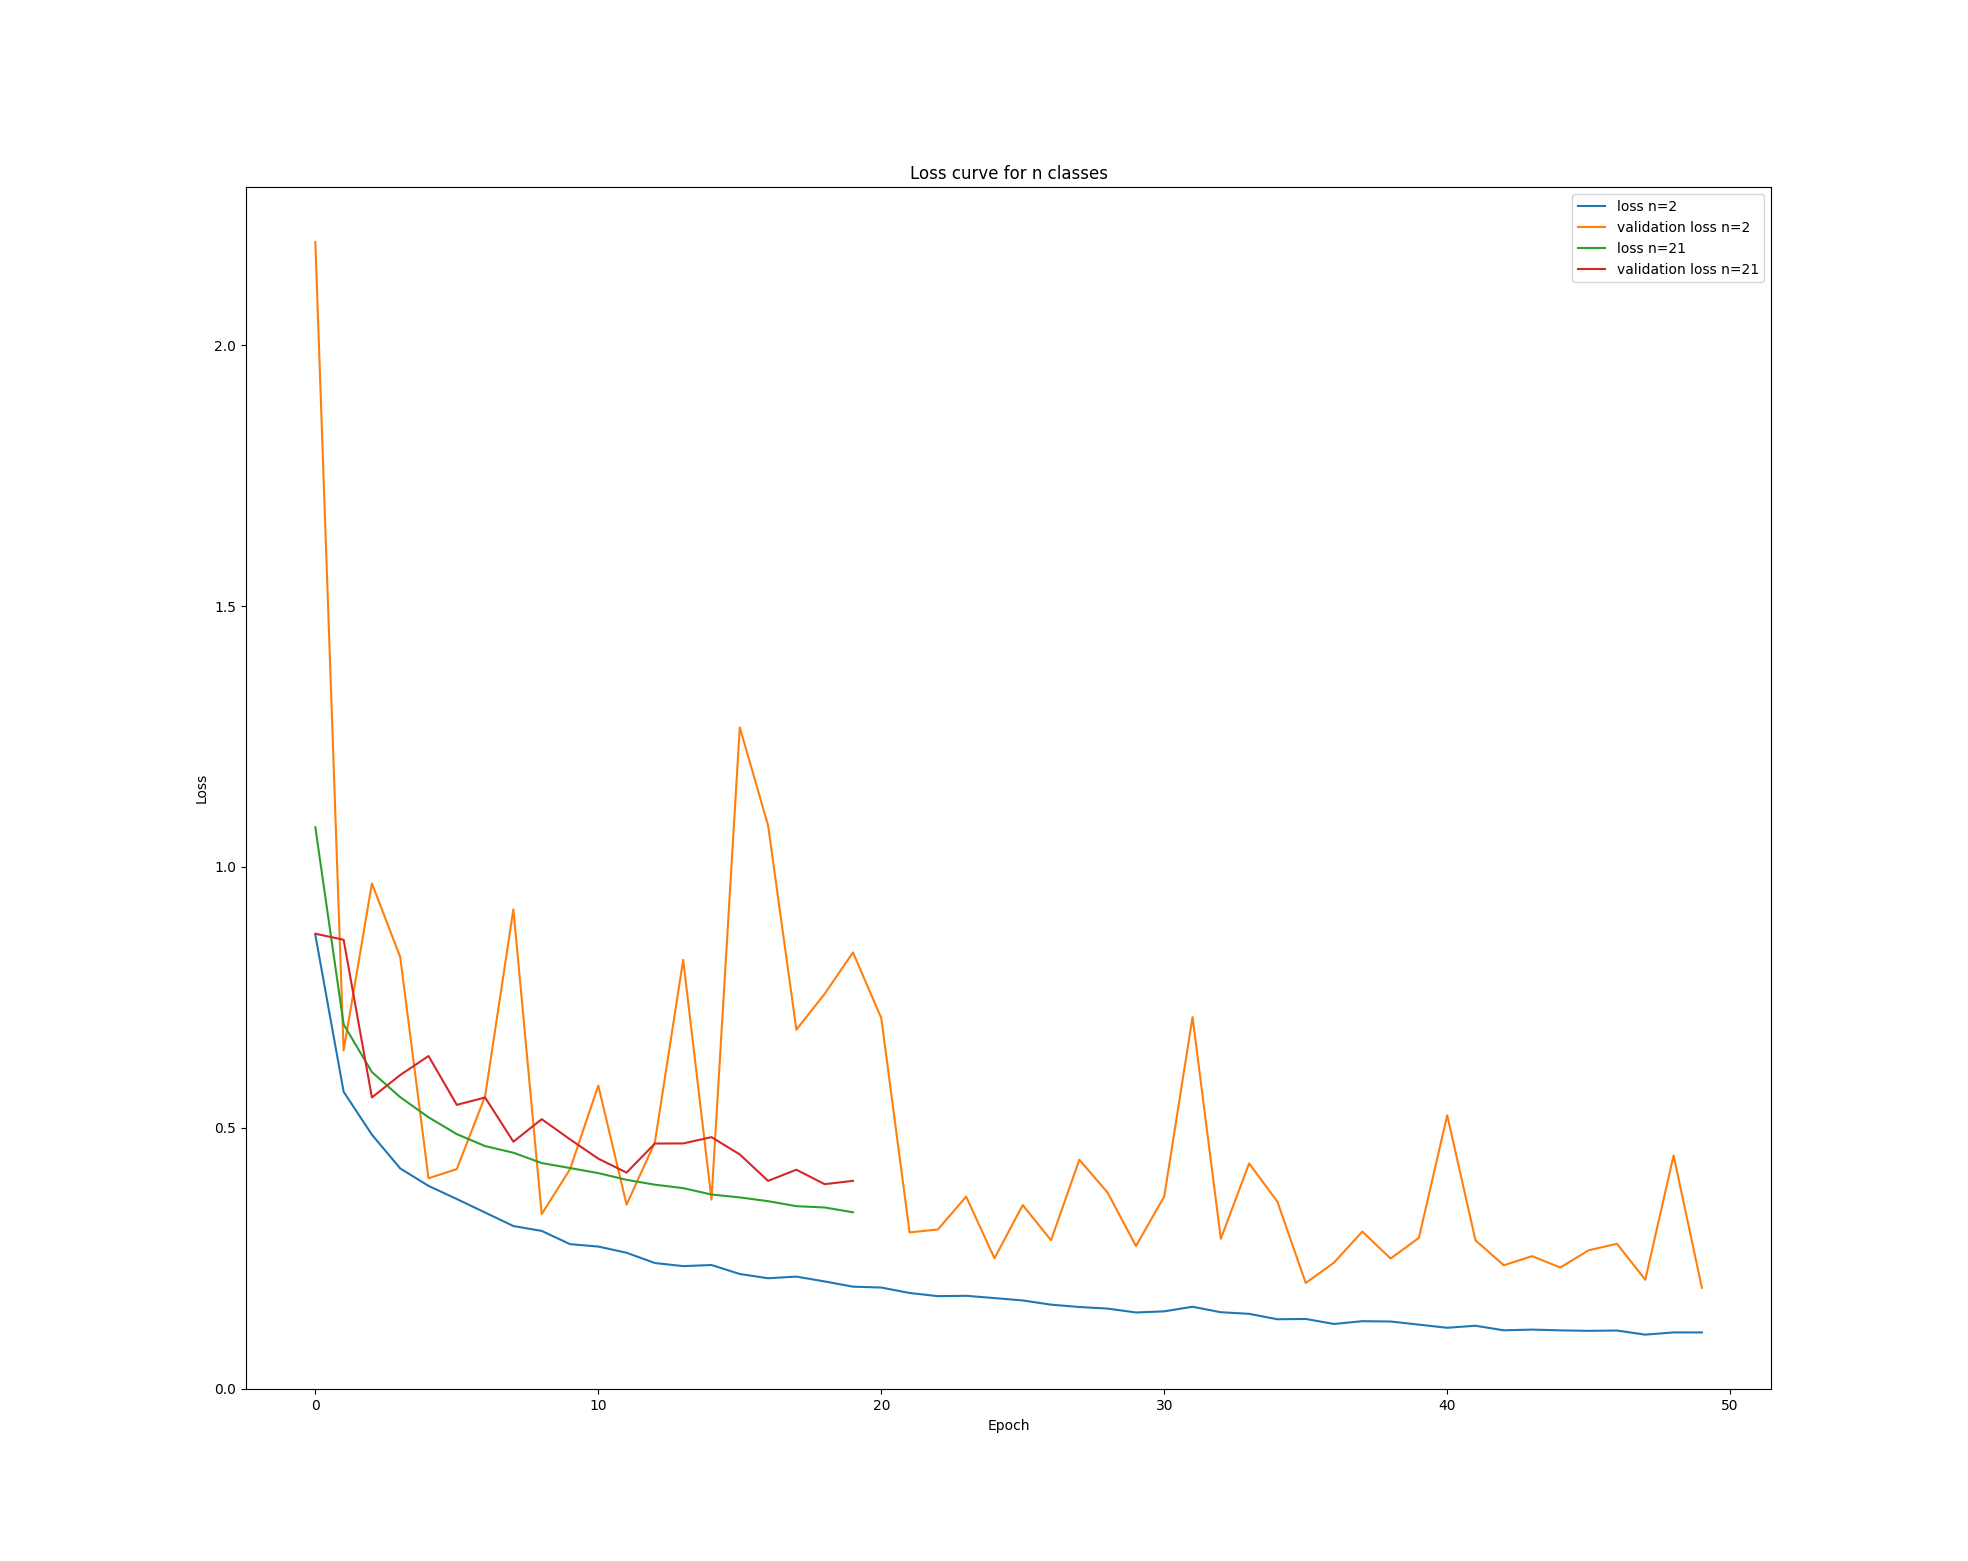 Loss curve for n classes
loss n=2
validation loss n=2
loss n=21
validation loss n=21
2.0
1.5
1.0
0.5
0.0
Loss
0 10 20 30 40 50
Epoch